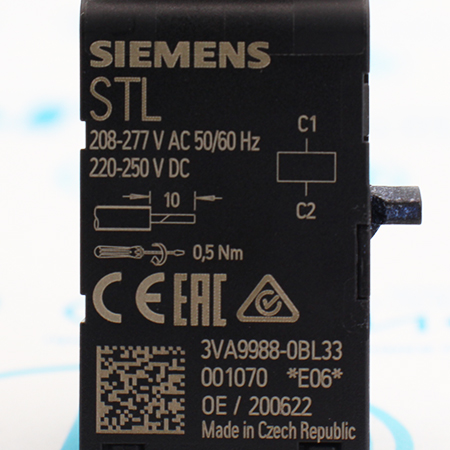 SIEMENS
STL
208-277 V AC 50/60 Hz
220-250 V DC
C1
C2
10
0,5 Nm
CE EAC
3VA9988-0BL33
001070 *E06*
OE / 200622
Made in Czech Republic